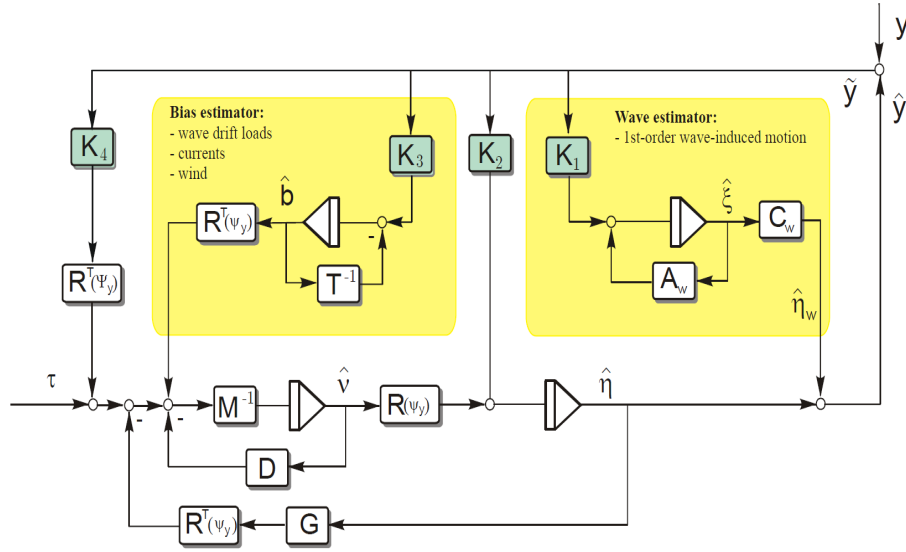 y
ỹ
ŷ
Bias estimator:
- wave drift loads
- currents
- wind
Wave estimator:
- 1st-order wave-induced motion
K₄
K₃
K₂
K₁
b̂
Rᵀ(ψy)
-
T⁻¹
ξ̂
Cw
Aw
η̂w
Rᵀ(Ψy)
τ
-
-
M⁻¹
ν̂
R(ψy)
η̂
D
Rᵀ(ψy)
G